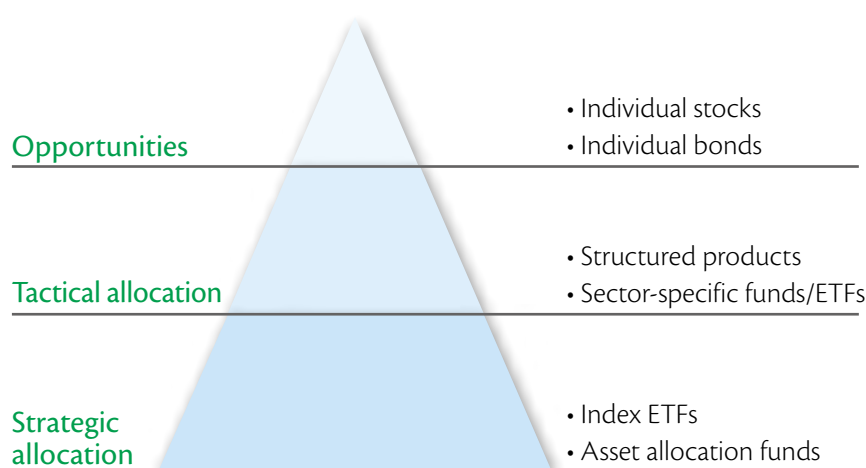 • Individual stocks
Opportunities
• Individual bonds
• Structured products
Tactical allocation
• Sector-specific funds/ETFs
Strategic
allocation
• Index ETFs
• Asset allocation funds